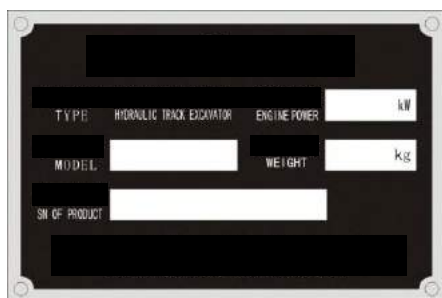 TYPE HYDRAULIC TRACK EXCAVATOR ENGINE POWER kW
MODEL WEIGHT kg
SN OF PRODUCT